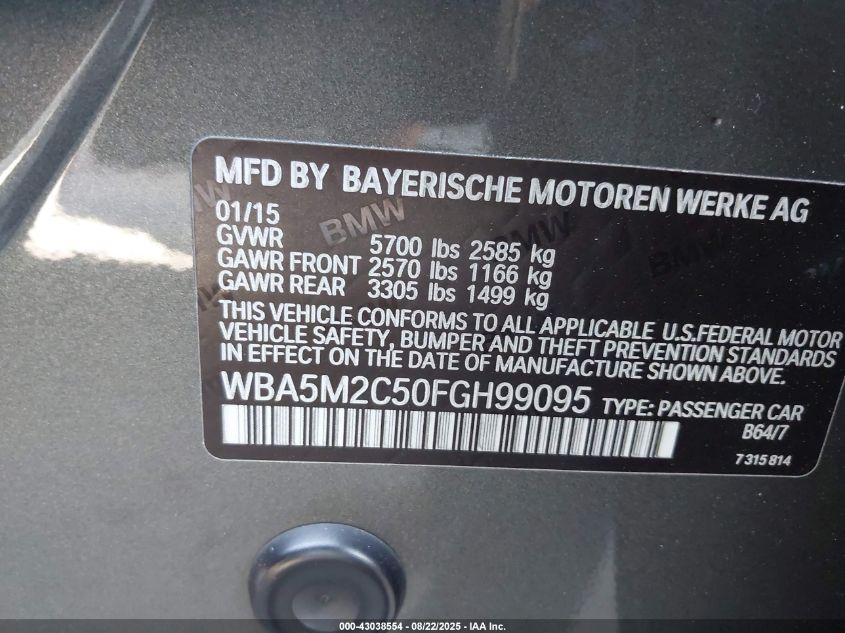 MFD BY BAYERISCHE MOTOREN WERKE AG
01/15
GVWR 5700 lbs 2585 kg
GAWR FRONT 2570 lbs 1166 kg
GAWR REAR 3305 lbs 1499 kg
THIS VEHICLE CONFORMS TO ALL APPLICABLE U.S.FEDERAL MOTOR
VEHICLE SAFETY, BUMPER AND THEFT PREVENTION STANDARDS
IN EFFECT ON THE DATE OF MANUFACTURE SHOWN ABOVE.
WBA5M2C50FGH99095 TYPE: PASSENGER CAR
B64/7
7315814
BMW
000-43038554 - 08/22/2025 - IAA Inc.